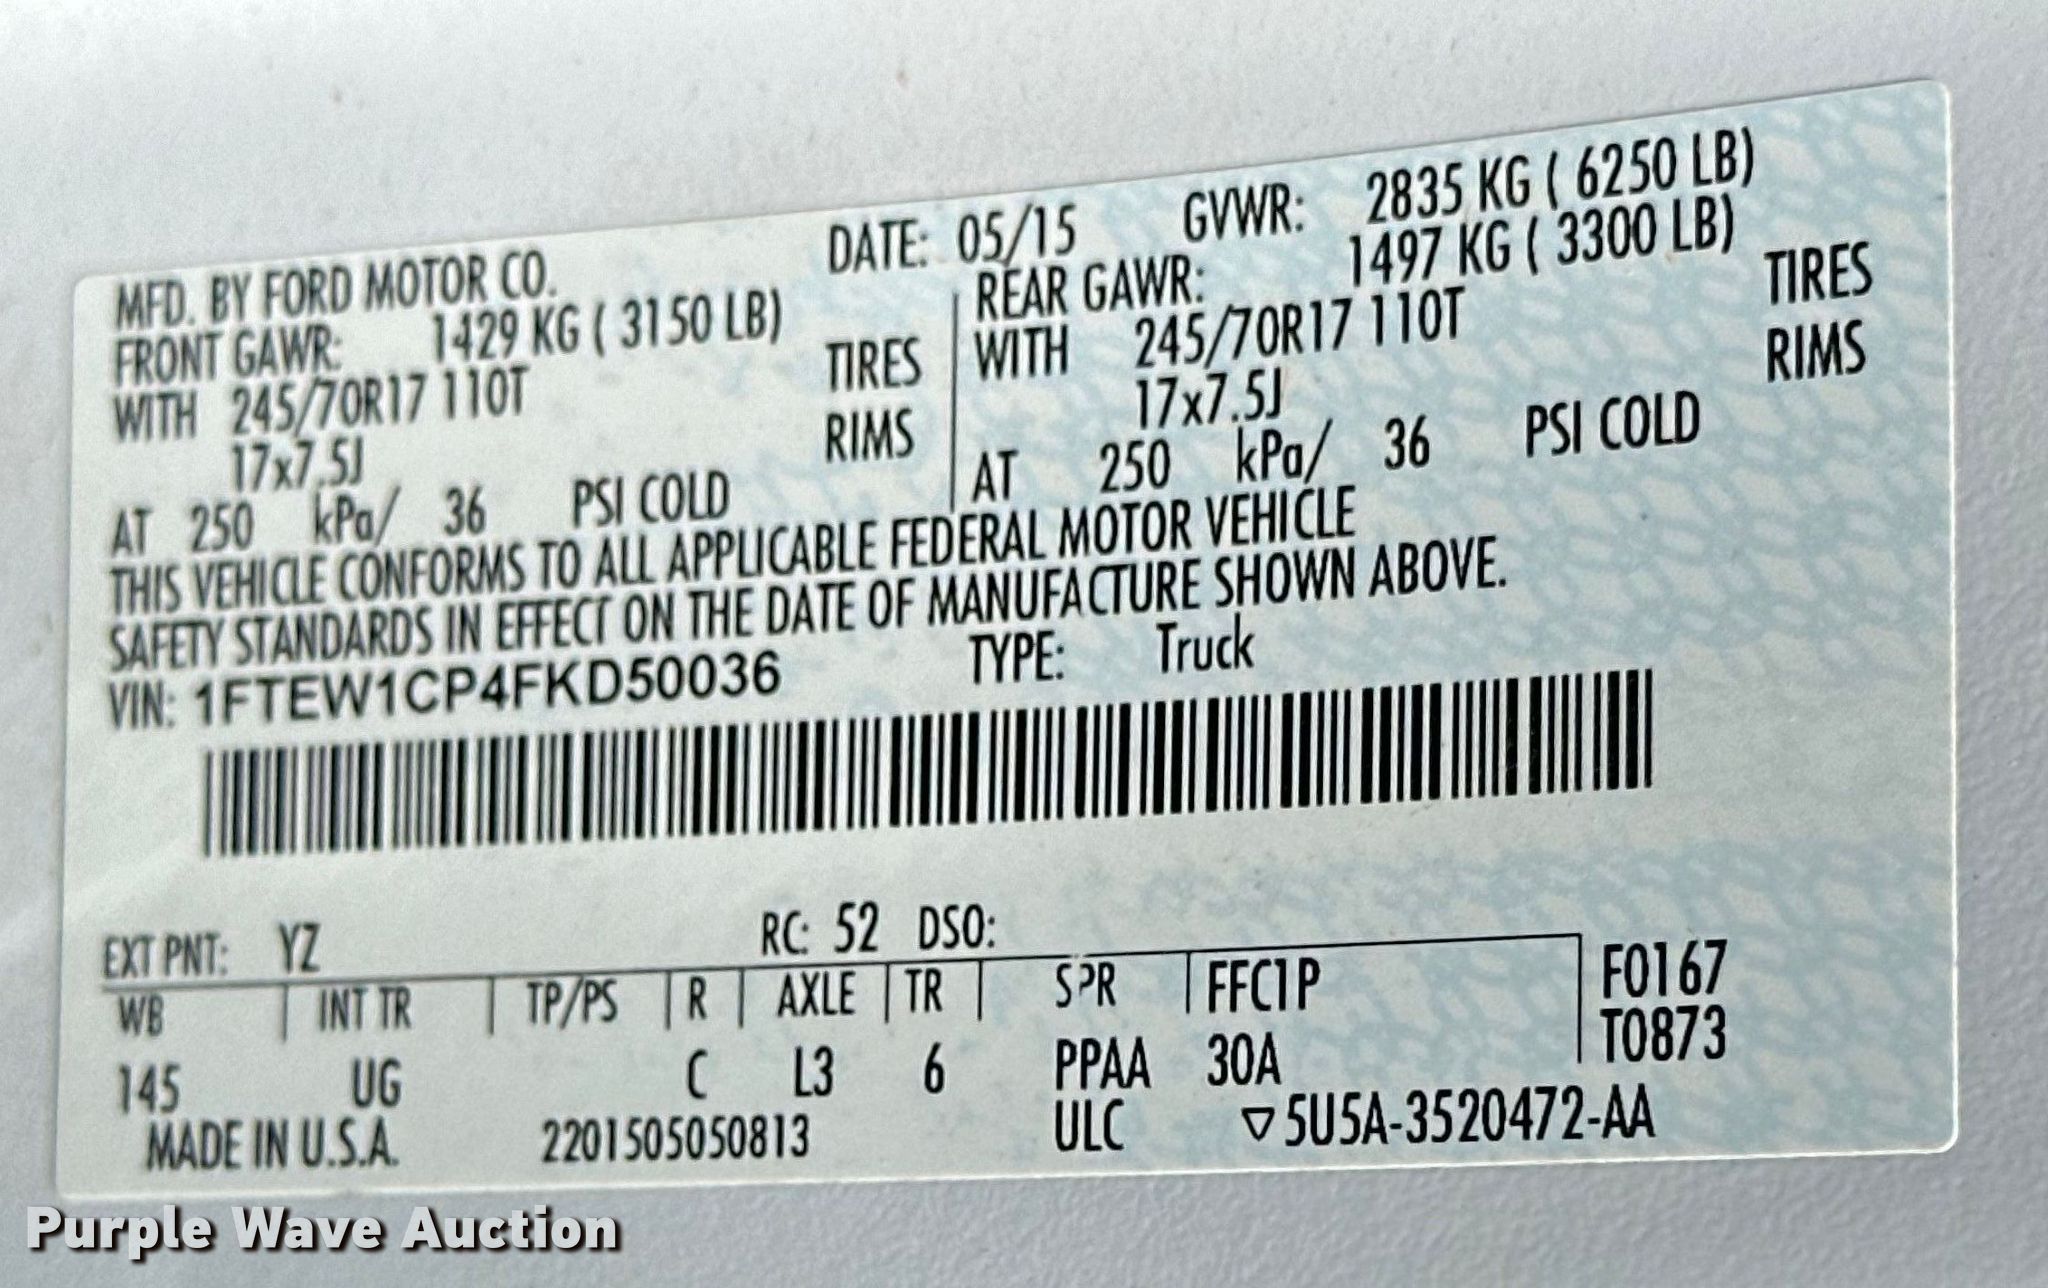 MFD. BY FORD MOTOR CO. DATE: 05/15 GVWR: 2835 KG ( 6250 LB)
FRONT GAWR: 1429 KG ( 3150 LB) REAR GAWR: 1497 KG ( 3300 LB)
WITH 245/70R17 110T TIRES WITH 245/70R17 110T TIRES
17x7.5J RIMS 17x7.5J RIMS
AT 250 kPa/ 36 PSI COLD AT 250 kPa/ 36 PSI COLD
THIS VEHICLE CONFORMS TO ALL APPLICABLE FEDERAL MOTOR VEHICLE
SAFETY STANDARDS IN EFFECT ON THE DATE OF MANUFACTURE SHOWN ABOVE.
VIN: 1FTEW1CP4FKD50036 TYPE: Truck
EXT PNT: YZ RC: 52 DSO:
WB INT TR TP/PS R AXLE TR SPR FFC1P F0167
145 UG C L3 6 PPAA 30A T0873
MADE IN U.S.A. 2201505050813 ULC ▽5U5A-3520472-AA
Purple Wave Auction